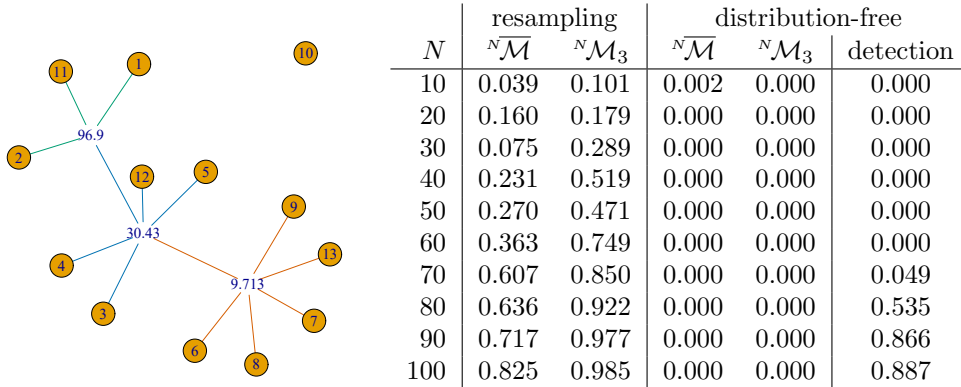 10
1
11
96.9
2
12
5
9
30.43
13
4
9.713
3
7
6
8
resampling distribution-free
N ᴺM̅ ᴺM₃ ᴺM̅ ᴺM₃ detection
10 0.039 0.101 0.002 0.000 0.000
20 0.160 0.179 0.000 0.000 0.000
30 0.075 0.289 0.000 0.000 0.000
40 0.231 0.519 0.000 0.000 0.000
50 0.270 0.471 0.000 0.000 0.000
60 0.363 0.749 0.000 0.000 0.000
70 0.607 0.850 0.000 0.000 0.049
80 0.636 0.922 0.000 0.000 0.535
90 0.717 0.977 0.000 0.000 0.866
100 0.825 0.985 0.000 0.000 0.887